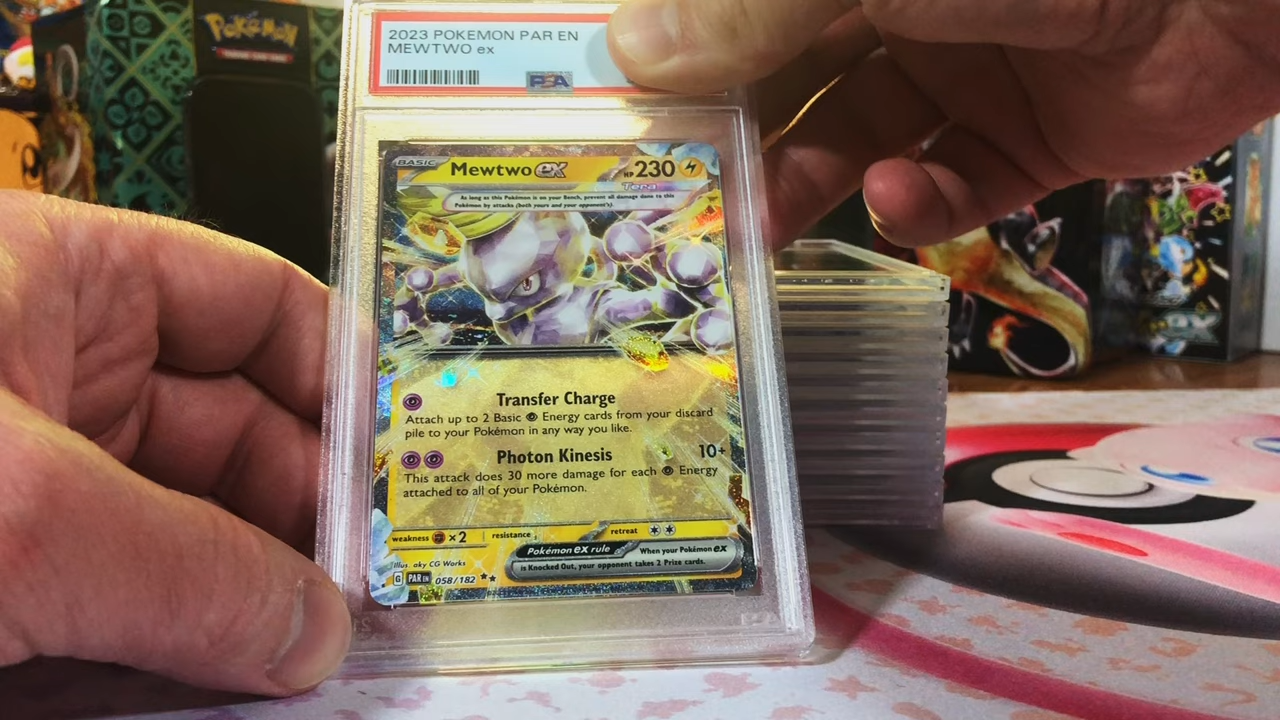 Pokémon
2023 POKEMON PAR EN
MEWTWO ex
PSA
BASIC Mewtwo ex HP 230
Tera
As long as this Pokémon is on your Bench, prevent all damage done to this
Pokémon by attacks (both yours and your opponent's).
Transfer Charge
Attach up to 2 Basic Energy cards from your discard
pile to your Pokémon in any way you like.
Photon Kinesis 10+
This attack does 30 more damage for each Energy
attached to all of your Pokémon.
weakness ×2 resistance retreat
Pokémon ex rule When your Pokémon ex
is Knocked Out, your opponent takes 2 Prize cards.
Illus. aky CG Works
G PAR EN 058/182